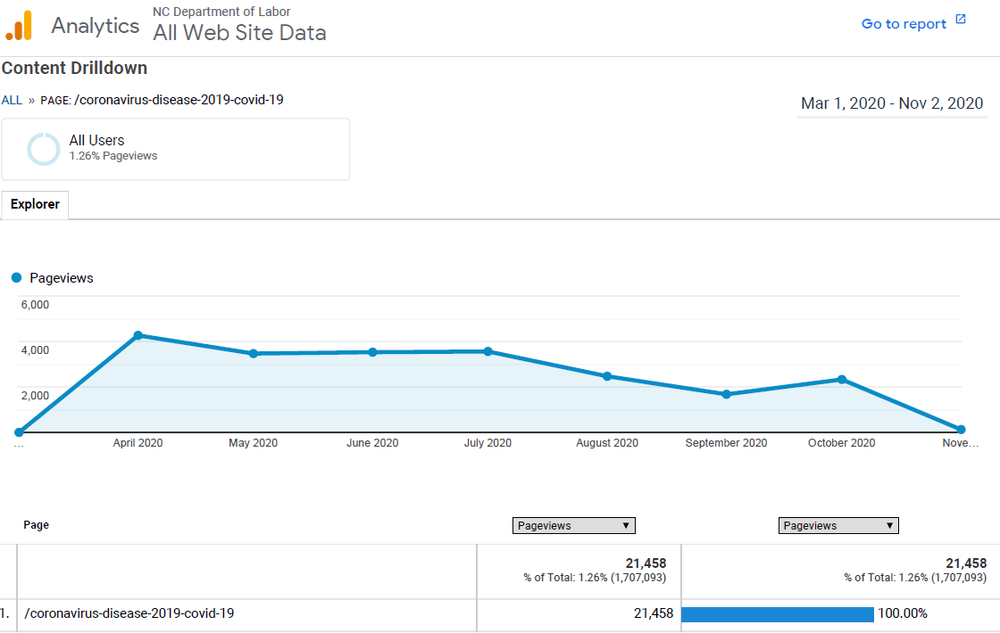 Analytics
NC Department of Labor
All Web Site Data
Go to report
Content Drilldown
ALL » PAGE: /coronavirus-disease-2019-covid-19
Mar 1, 2020 - Nov 2, 2020
All Users
1.26% Pageviews
Explorer
Pageviews
6,000
4,000
2,000
... April 2020 May 2020 June 2020 July 2020 August 2020 September 2020 October 2020 Nove...
Page Pageviews ▼ Pageviews ▼
21,458 21,458
% of Total: 1.26% (1,707,093) % of Total: 1.26% (1,707,093)
1. /coronavirus-disease-2019-covid-19 21,458 100.00%